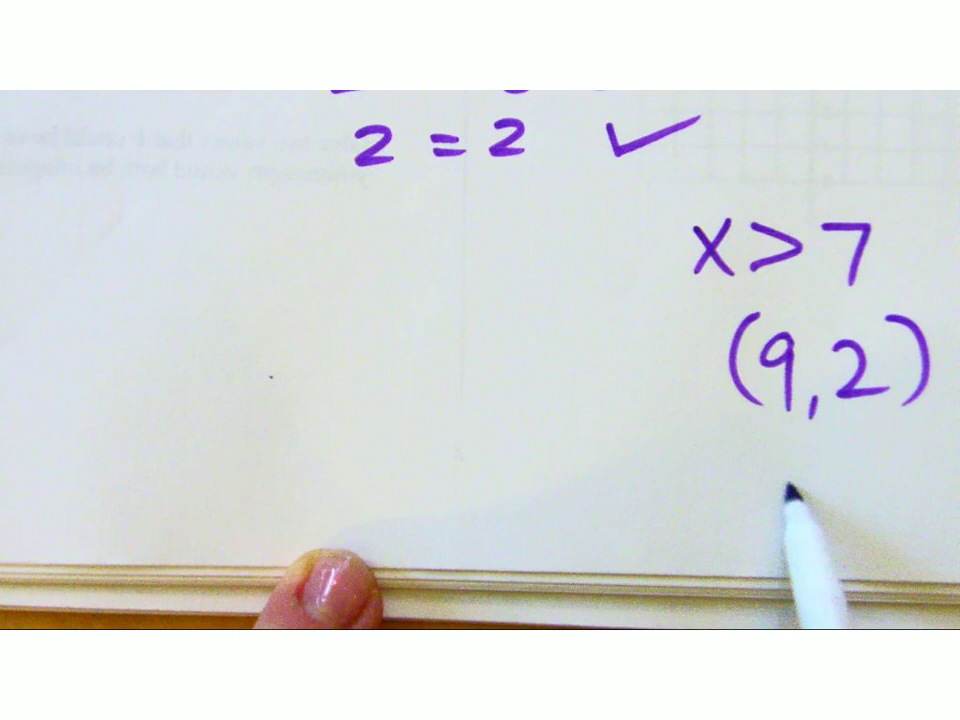 2 = 2 ✓
x > 7
(9,2)